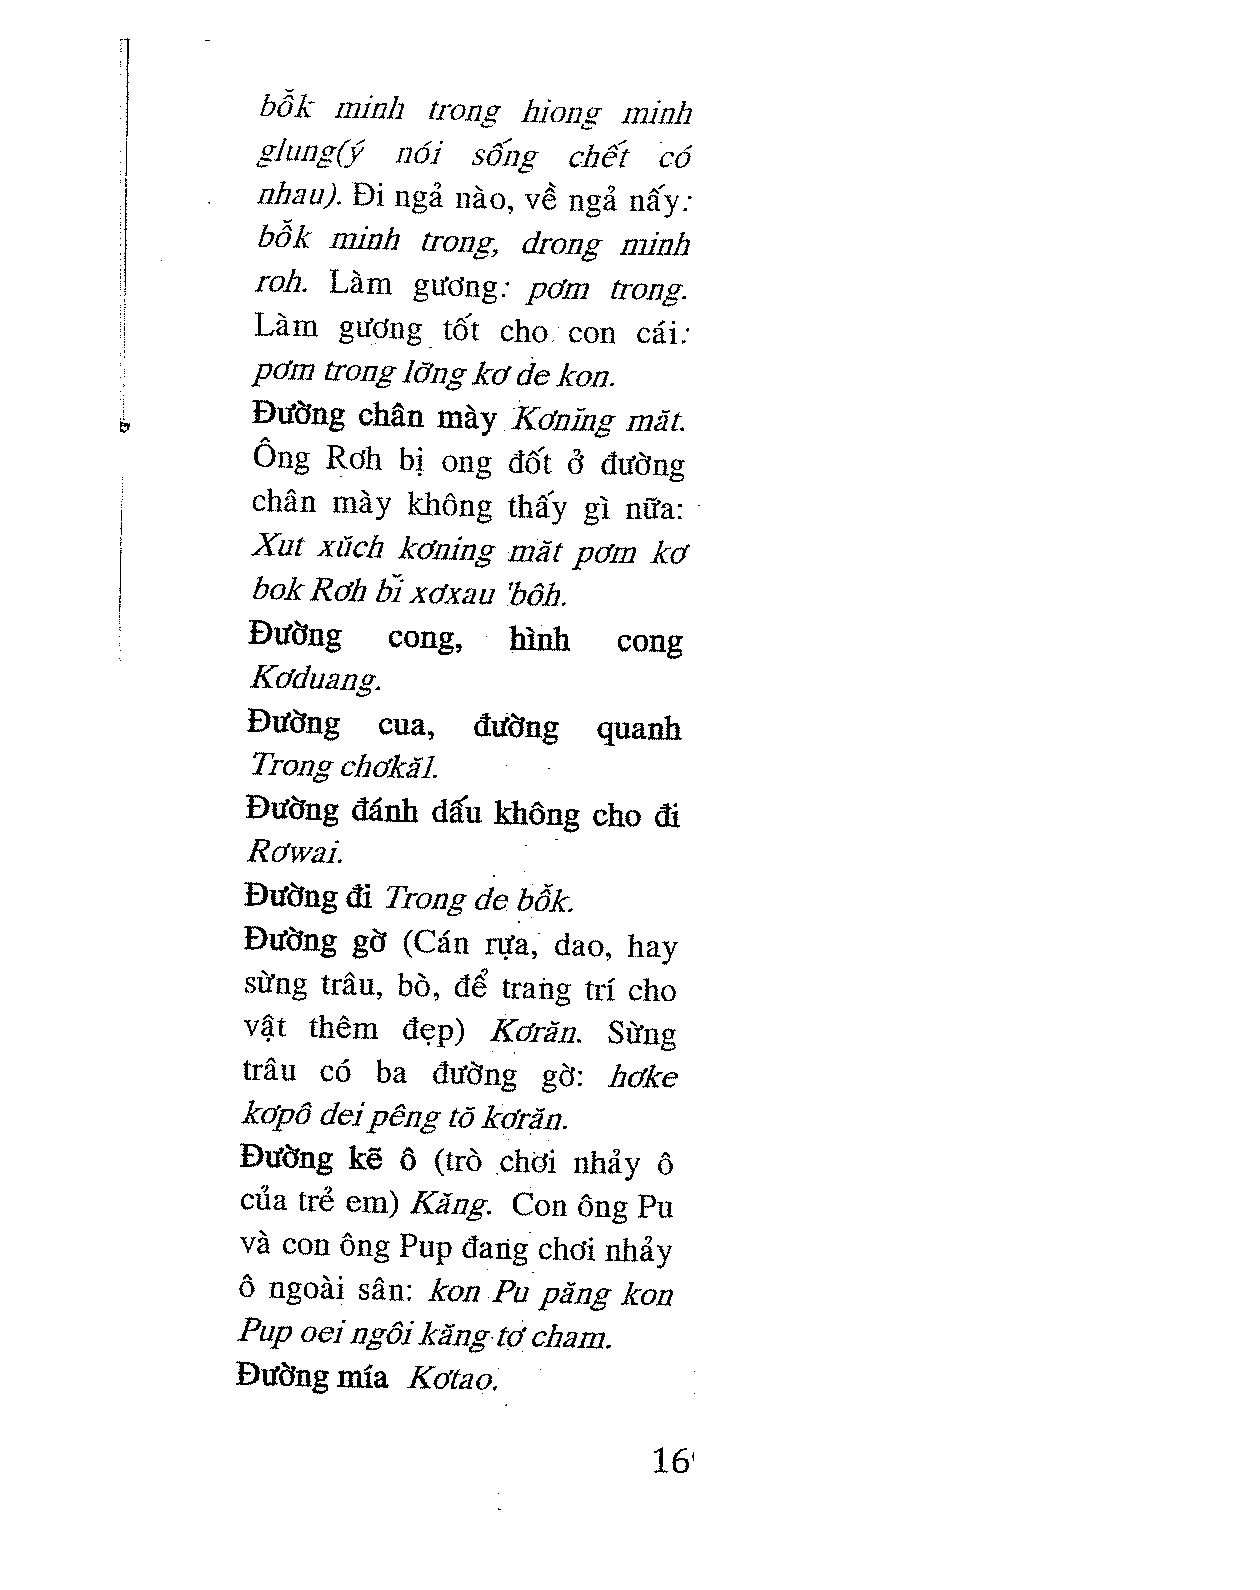 bỗk minh trong hiong minh
glung(ý nói sống chết có
nhau). Đi ngả nào, về ngả nấy:
bỗk minh trong, drong minh
roh. Làm gương: pơm trong.
Làm gương tốt cho con cái:
pơm trong lỡng kơ de kon.
Đường chân mày Kơnĭng măt.
Ông Rơh bị ong đốt ở đường
chân mày không thấy gì nữa:
Xut xŭch kơning măt pơm kơ
bok Rơh bĭ xơxau 'bôh.
Đường cong, hình cong
Kơduang.
Đường cua, đường quanh
Trong chơkăl.
Đường đánh dấu không cho đi
Rơwai.
Đường đi Trong de bỗk.
Đường gờ (Cán rựa, dao, hay
sừng trâu, bò, để trang trí cho
vật thêm đẹp) Kơrăn. Sừng
trâu có ba đường gờ: hơke
kơpô dei pêng tŏ kơrăn.
Đường kẽ ô (trò chơi nhảy ô
của trẻ em) Kăng. Con ông Pu
và con ông Pup đang chơi nhảy
ô ngoài sân: kon Pu păng kon
Pup oei ngôi kăng tơ cham.
Đường mía Kơtao.